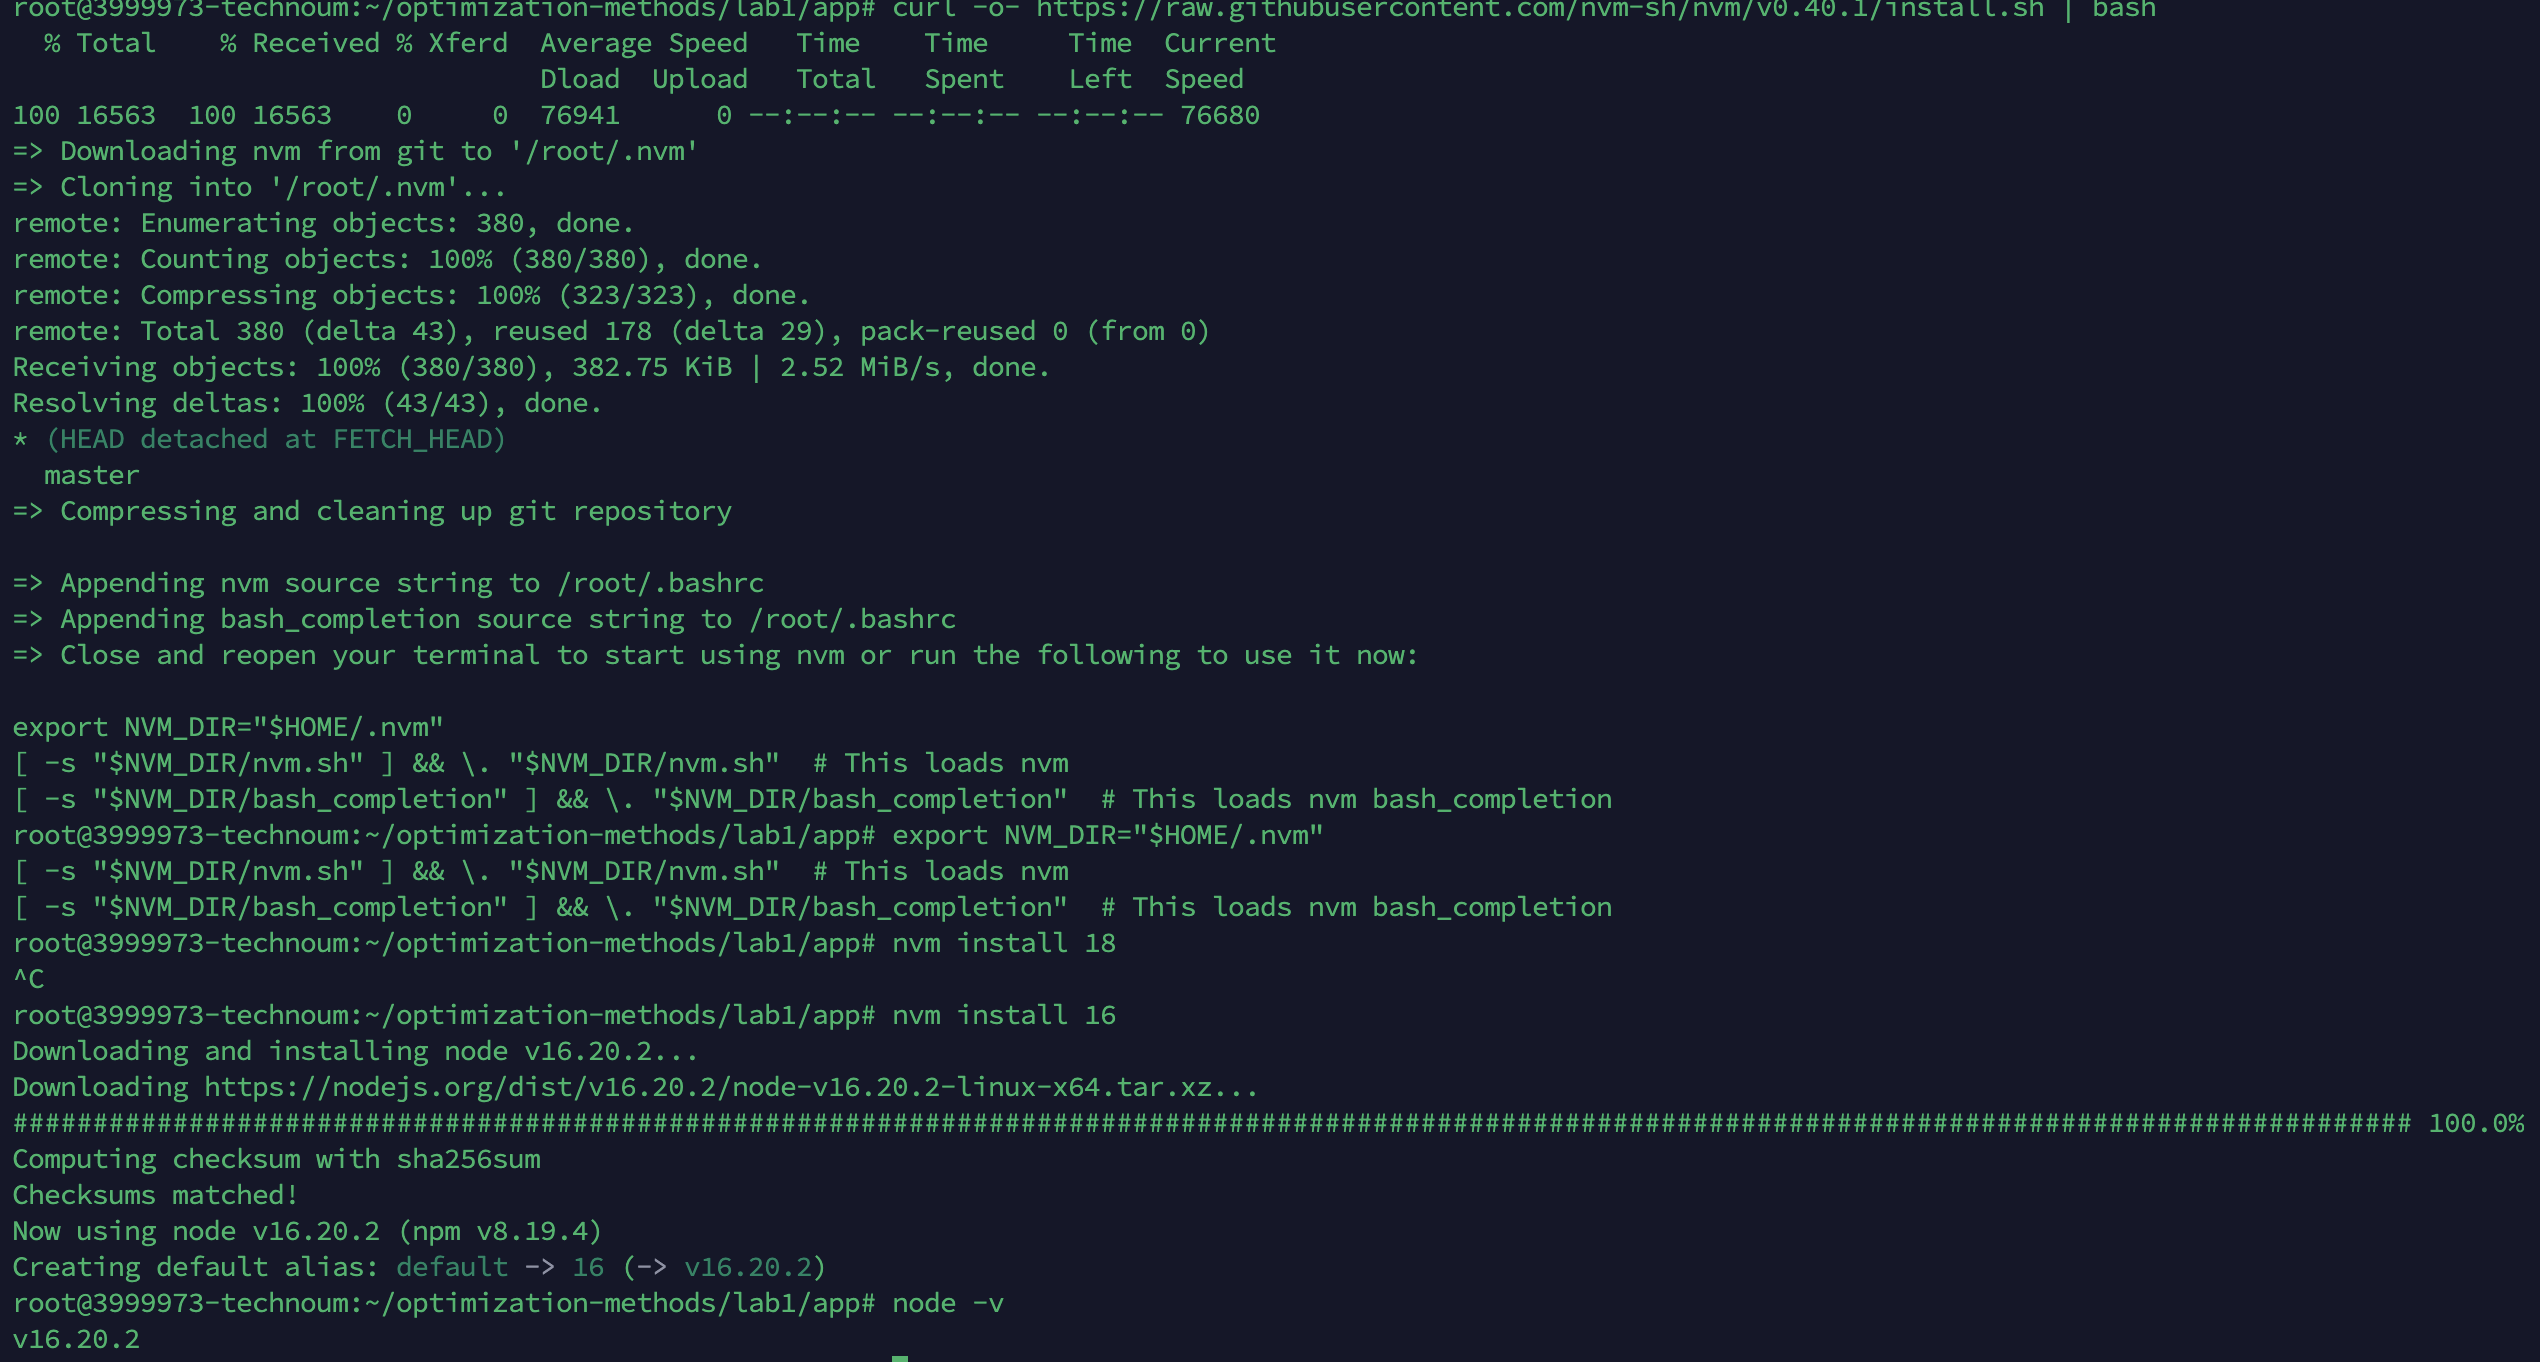 root@3999973-technoum:~/optimization-methods/lab1/app# curl -o- https://raw.githubusercontent.com/nvm-sh/nvm/v0.40.1/install.sh | bash
  % Total    % Received % Xferd  Average Speed   Time    Time     Time  Current
                                 Dload  Upload   Total   Spent    Left  Speed
100 16563  100 16563    0     0  76941      0 --:--:-- --:--:-- --:--:-- 76680
=> Downloading nvm from git to '/root/.nvm'
=> Cloning into '/root/.nvm'...
remote: Enumerating objects: 380, done.
remote: Counting objects: 100% (380/380), done.
remote: Compressing objects: 100% (323/323), done.
remote: Total 380 (delta 43), reused 178 (delta 29), pack-reused 0 (from 0)
Receiving objects: 100% (380/380), 382.75 KiB | 2.52 MiB/s, done.
Resolving deltas: 100% (43/43), done.
* (HEAD detached at FETCH_HEAD)
  master
=> Compressing and cleaning up git repository

=> Appending nvm source string to /root/.bashrc
=> Appending bash_completion source string to /root/.bashrc
=> Close and reopen your terminal to start using nvm or run the following to use it now:

export NVM_DIR="$HOME/.nvm"
[ -s "$NVM_DIR/nvm.sh" ] && \. "$NVM_DIR/nvm.sh"  # This loads nvm
[ -s "$NVM_DIR/bash_completion" ] && \. "$NVM_DIR/bash_completion"  # This loads nvm bash_completion
root@3999973-technoum:~/optimization-methods/lab1/app# export NVM_DIR="$HOME/.nvm"
[ -s "$NVM_DIR/nvm.sh" ] && \. "$NVM_DIR/nvm.sh"  # This loads nvm
[ -s "$NVM_DIR/bash_completion" ] && \. "$NVM_DIR/bash_completion"  # This loads nvm bash_completion
root@3999973-technoum:~/optimization-methods/lab1/app# nvm install 18
^C
root@3999973-technoum:~/optimization-methods/lab1/app# nvm install 16
Downloading and installing node v16.20.2...
Downloading https://nodejs.org/dist/v16.20.2/node-v16.20.2-linux-x64.tar.xz...
###################################################################################################################################################### 100.0%
Computing checksum with sha256sum
Checksums matched!
Now using node v16.20.2 (npm v8.19.4)
Creating default alias: default -> 16 (-> v16.20.2)
root@3999973-technoum:~/optimization-methods/lab1/app# node -v
v16.20.2